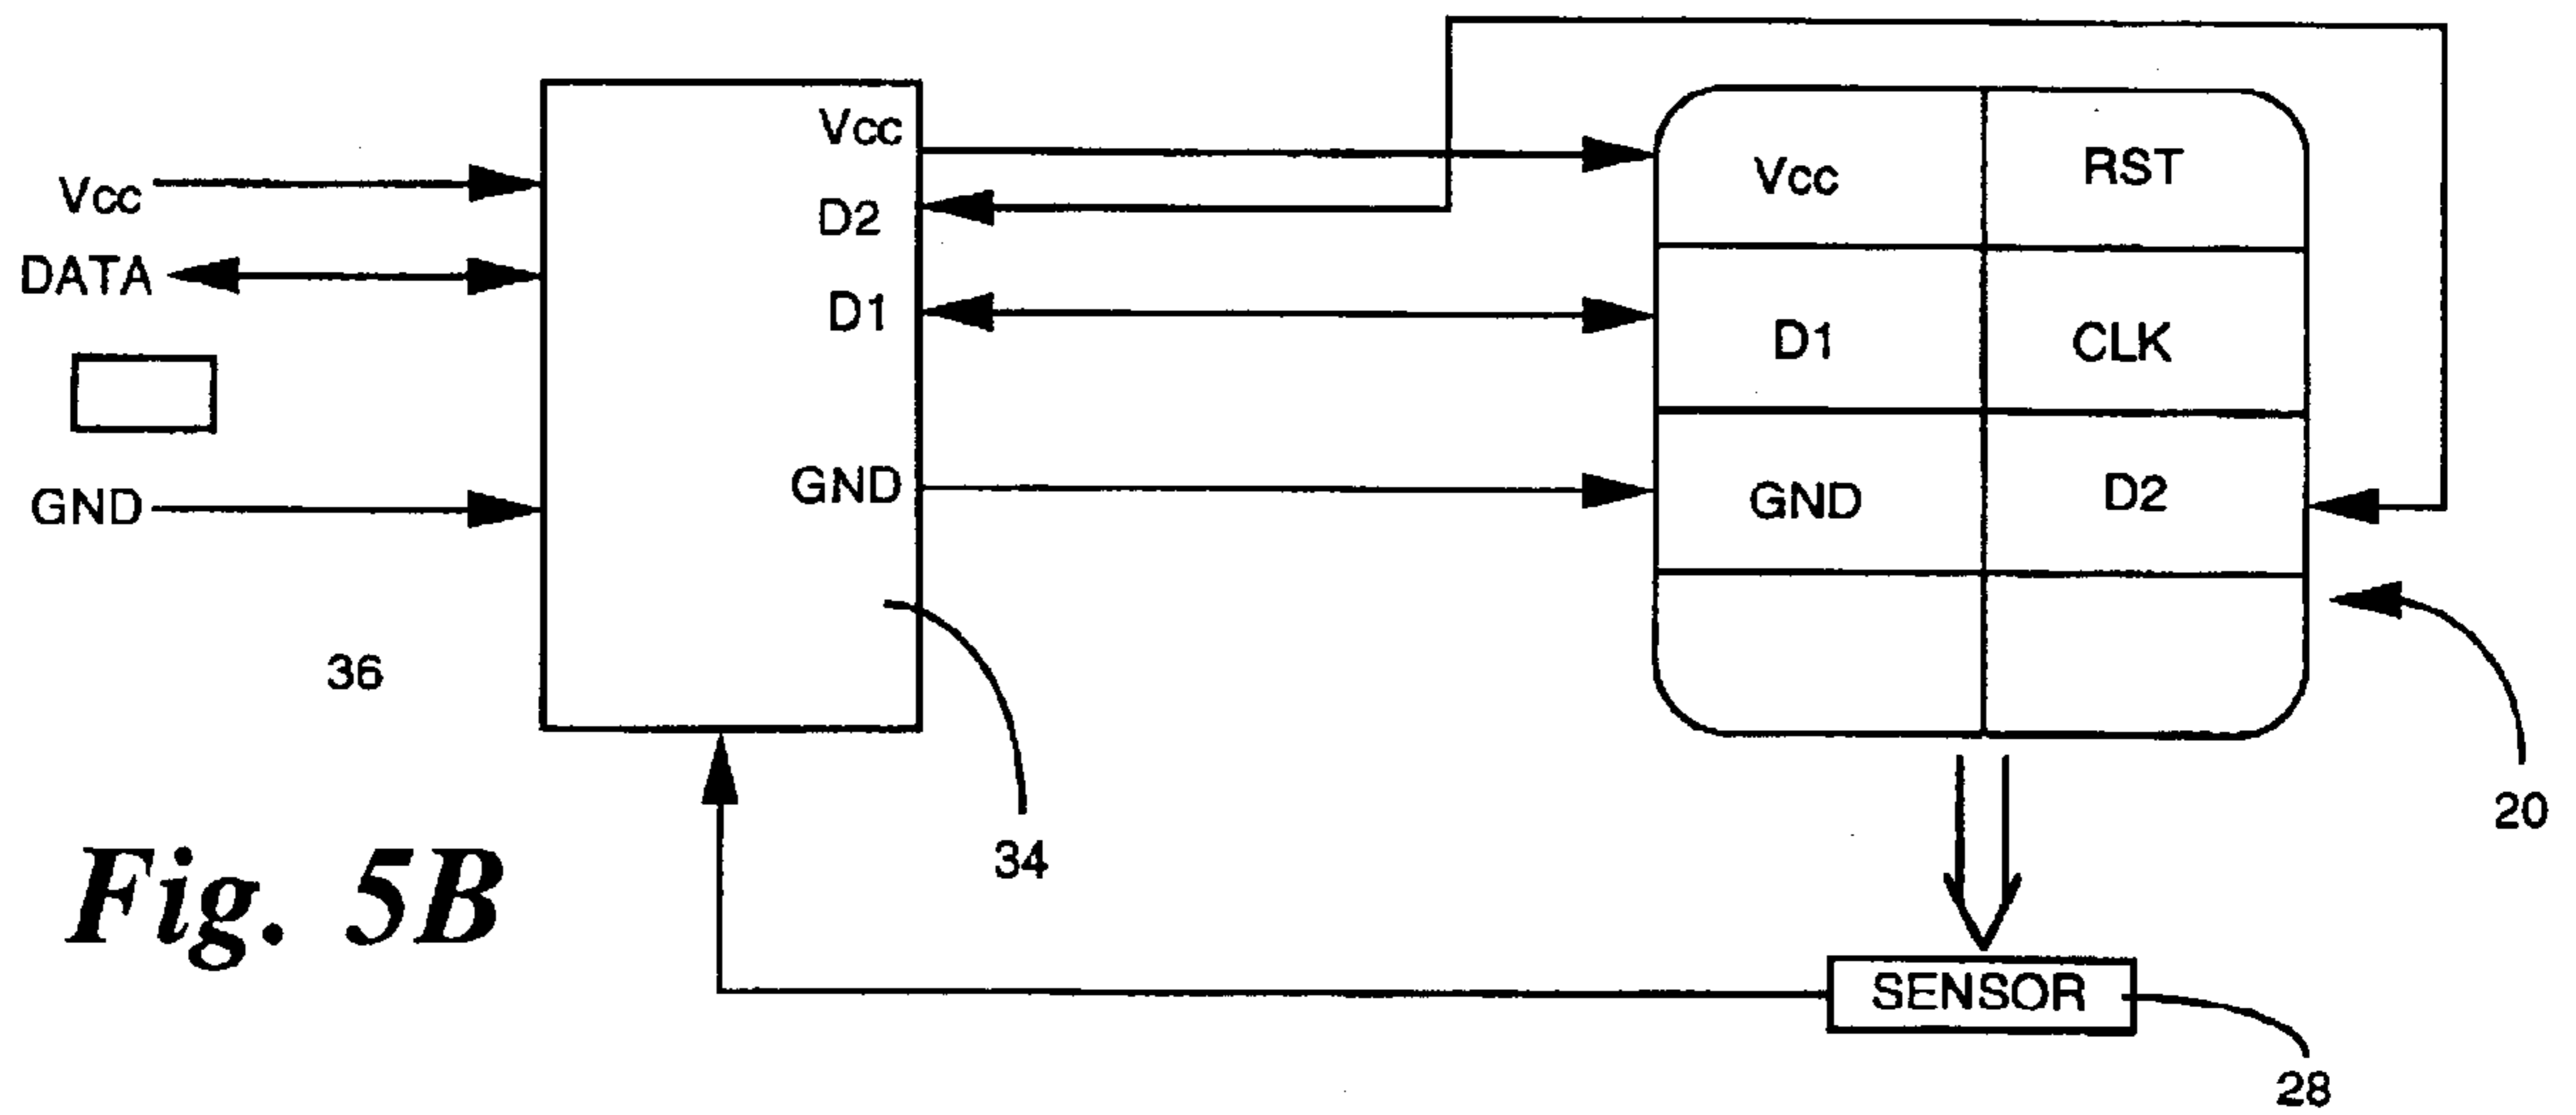 Vcc
DATA
GND
36
Vcc
D2
D1
GND
34
Vcc
RST
D1
CLK
GND
D2
20
SENSOR
28
Fig. 5B